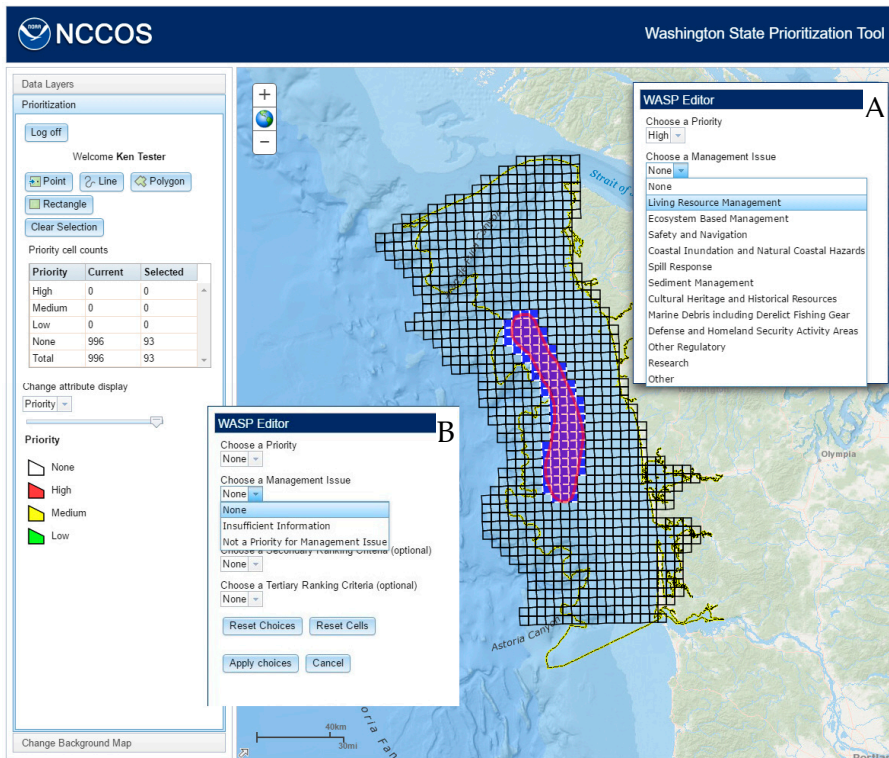 NOAA
NCCOS
Washington State Prioritization Tool
Data Layers
Prioritization
Log off
Welcome Ken Tester
Point Line Polygon
Rectangle
Clear Selection
Priority cell counts
Priority Current Selected
High 0 0
Medium 0 0
Low 0 0
None 996 93
Total 996 93
Change attribute display
Priority
Priority
None
High
Medium
Low
Change Background Map
+
−
WASP Editor
A
Choose a Priority
High
Choose a Management Issue
None
None
Living Resource Management
Ecosystem Based Management
Safety and Navigation
Coastal Inundation and Natural Coastal Hazards
Spill Response
Sediment Management
Cultural Heritage and Historical Resources
Marine Debris including Derelict Fishing Gear
Defense and Homeland Security Activity Areas
Other Regulatory
Research
Other
WASP Editor
B
Choose a Priority
None
Choose a Management Issue
None
None
Insufficient Information
Not a Priority for Management Issue
Choose a Secondary Ranking Criteria (optional)
None
Choose a Tertiary Ranking Criteria (optional)
None
Reset Choices Reset Cells
Apply choices Cancel
Strait of
Olympia
Astoria Canyon
40km
30mi